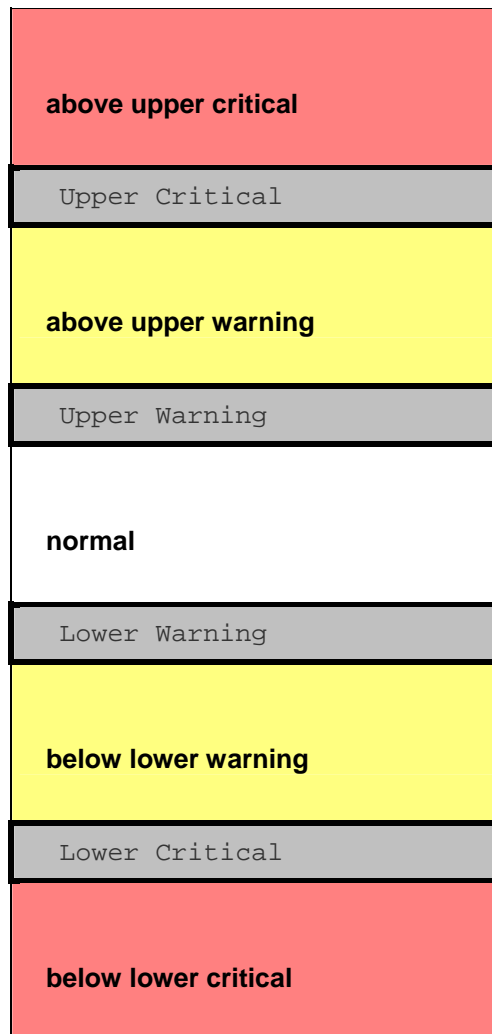 above upper critical
Upper Critical
above upper warning
Upper Warning
normal
Lower Warning
below lower warning
Lower Critical
below lower critical